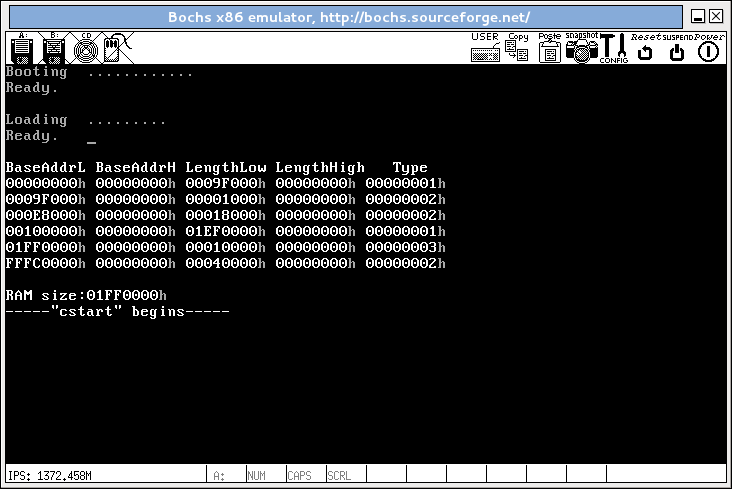 Bochs x86 emulator, http://bochs.sourceforge.net/
A: B: CD USER Copy Paste snapshot CONFIG Reset SUSPEND Power
Booting ............
Ready.
Loading .........
Ready. _
BaseAddrL BaseAddrH LengthLow LengthHigh Type
00000000h 00000000h 0009F000h 00000000h 00000001h
0009F000h 00000000h 00001000h 00000000h 00000002h
000E8000h 00000000h 00018000h 00000000h 00000002h
00100000h 00000000h 01EF0000h 00000000h 00000001h
01FF0000h 00000000h 00010000h 00000000h 00000003h
FFFC0000h 00000000h 00040000h 00000000h 00000002h
RAM size:01FF0000h
-----"cstart" begins-----
IPS: 1372.458M A: NUM CAPS SCRL